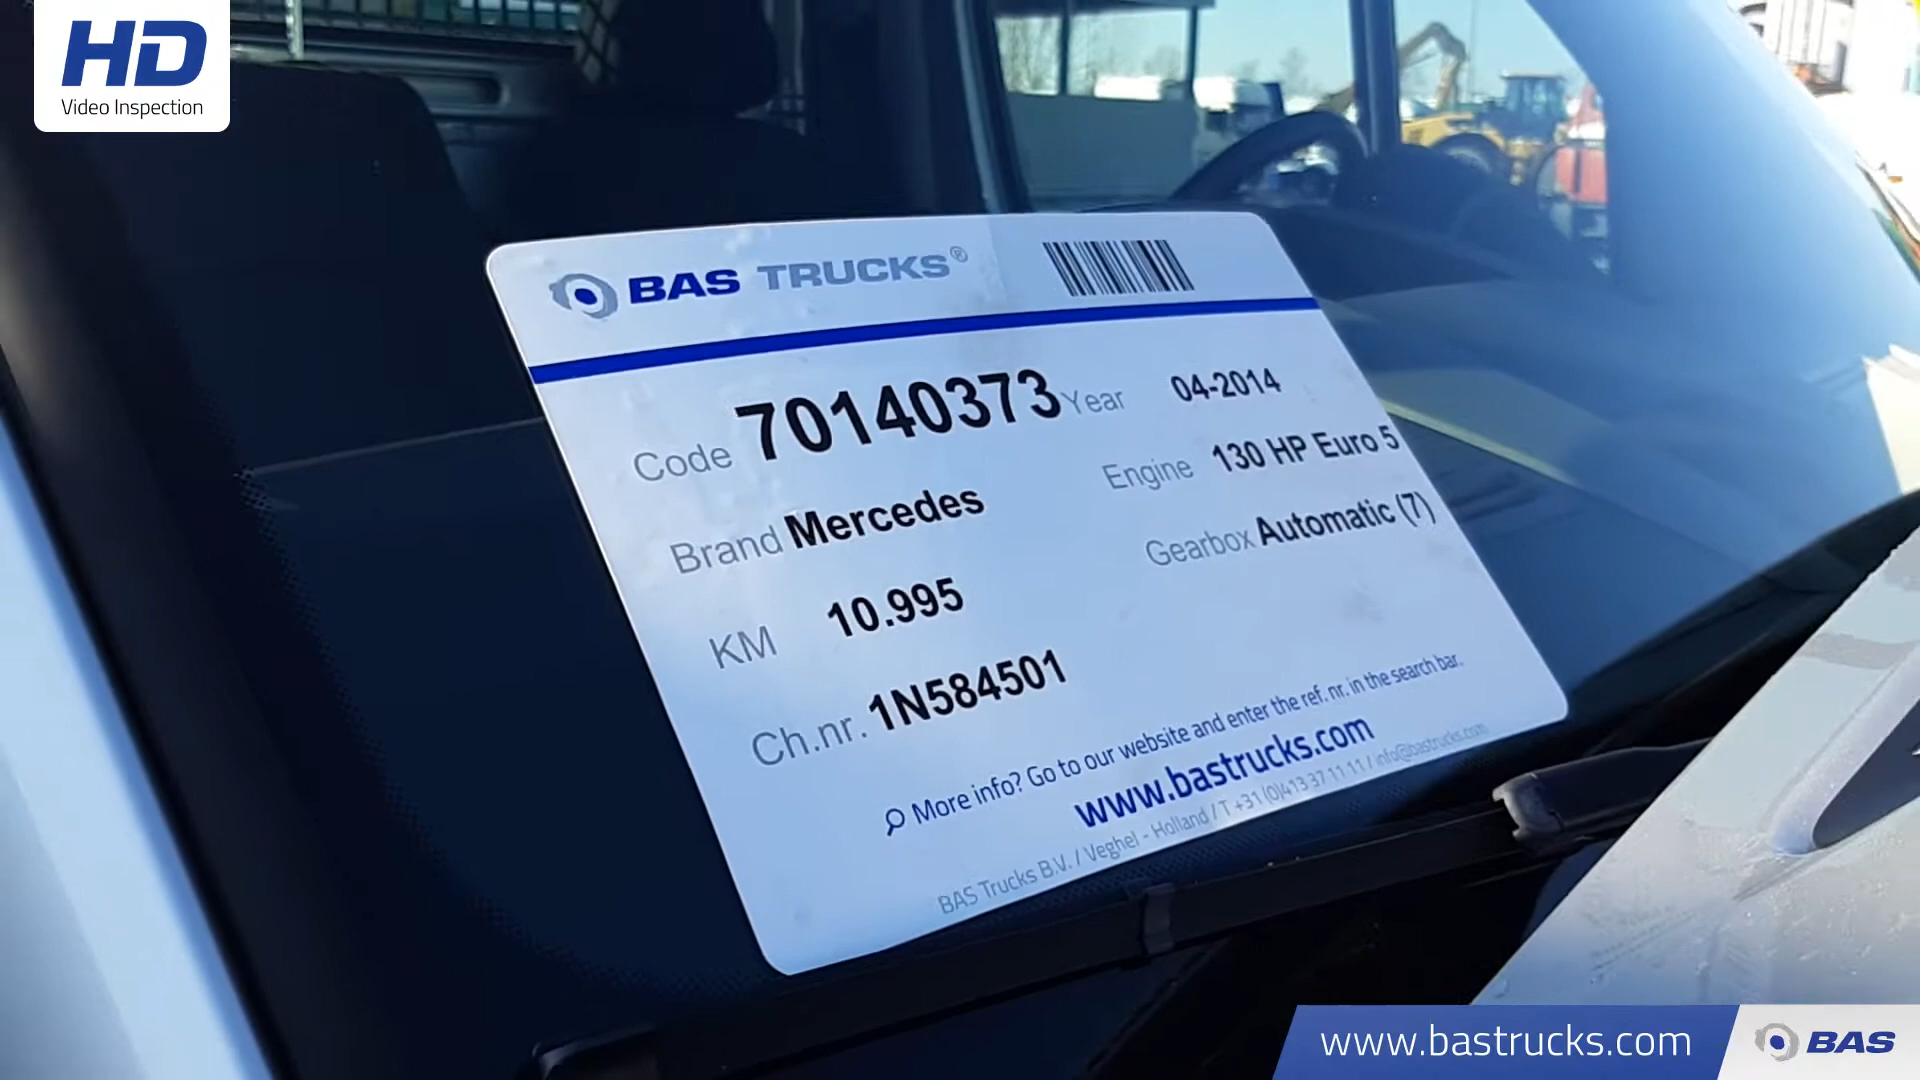 HD
Video Inspection
BAS TRUCKS®
Code 70140373 Year 04-2014
Brand Mercedes Engine 130 HP Euro 5
KM 10.995 Gearbox Automatic (7)
Ch.nr. 1N584501
More info? Go to our website and enter the ref. nr. in the search bar.
www.bastrucks.com
BAS Trucks B.V. / Veghel - Holland / T +31 (0)413 37 11 11 / info@bastrucks.com
www.bastrucks.com
BAS